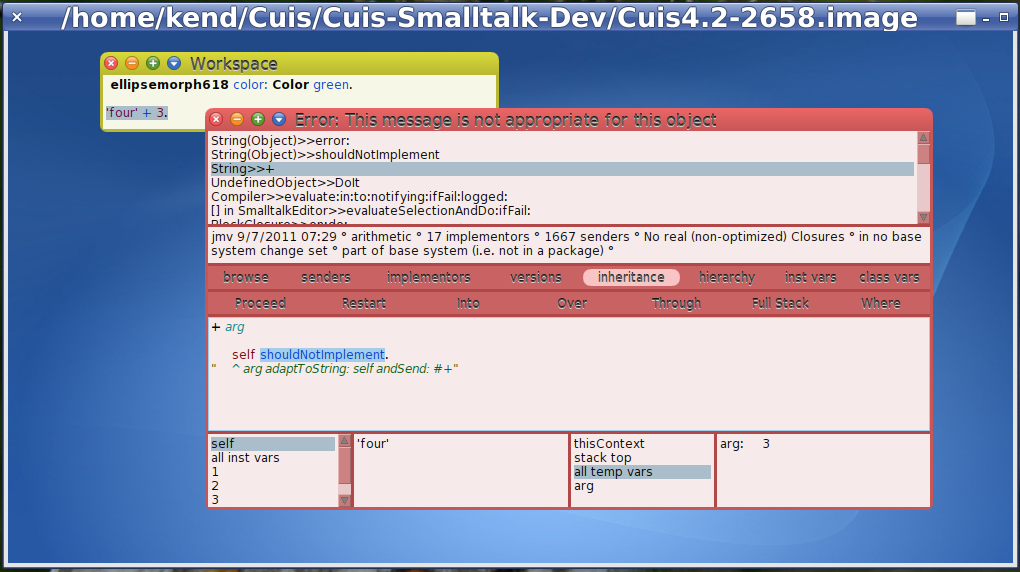 /home/kend/Cuis/Cuis-Smalltalk-Dev/Cuis4.2-2658.image
Workspace
ellipsemorph618 color: Color green.
'four' + 3.
Error: This message is not appropriate for this object
String(Object)>>error:
String(Object)>>shouldNotImplement
String>>+
UndefinedObject>>DoIt
Compiler>>evaluate:in:to:notifying:ifFail:logged:
[] in SmalltalkEditor>>evaluateSelectionAndDo:ifFail:
jmv 9/7/2011 07:29 ° arithmetic ° 17 implementors ° 1667 senders ° No real (non-optimized) Closures ° in no base
system change set ° part of base system (i.e. not in a package) °
browse senders implementors versions inheritance hierarchy inst vars class vars
Proceed Restart Into Over Through Full Stack Where
+ arg
self shouldNotImplement.
" ^ arg adaptToString: self andSend: #+"
self
all inst vars
1
2
3
'four'
thisContext
stack top
all temp vars
arg
arg: 3